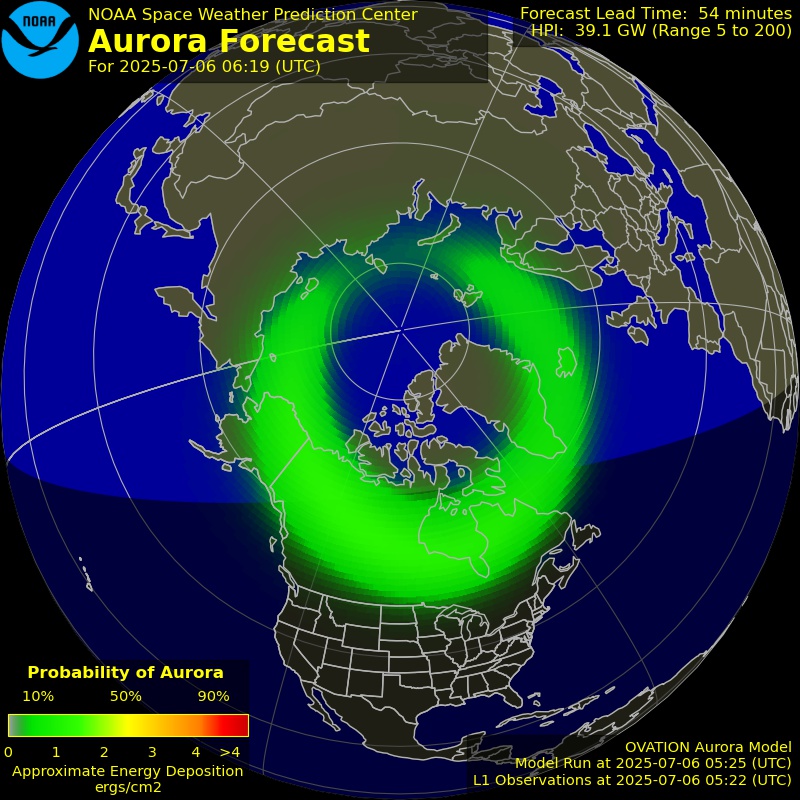 NOAA
NOAA Space Weather Prediction Center
Aurora Forecast
For 2025-07-06 06:19 (UTC)
Forecast Lead Time: 54 minutes
HPI: 39.1 GW (Range 5 to 200)
Probability of Aurora
10% 50% 90%
0 1 2 3 4 >4
Approximate Energy Deposition
ergs/cm2
OVATION Aurora Model
Model Run at 2025-07-06 05:25 (UTC)
L1 Observations at 2025-07-06 05:22 (UTC)